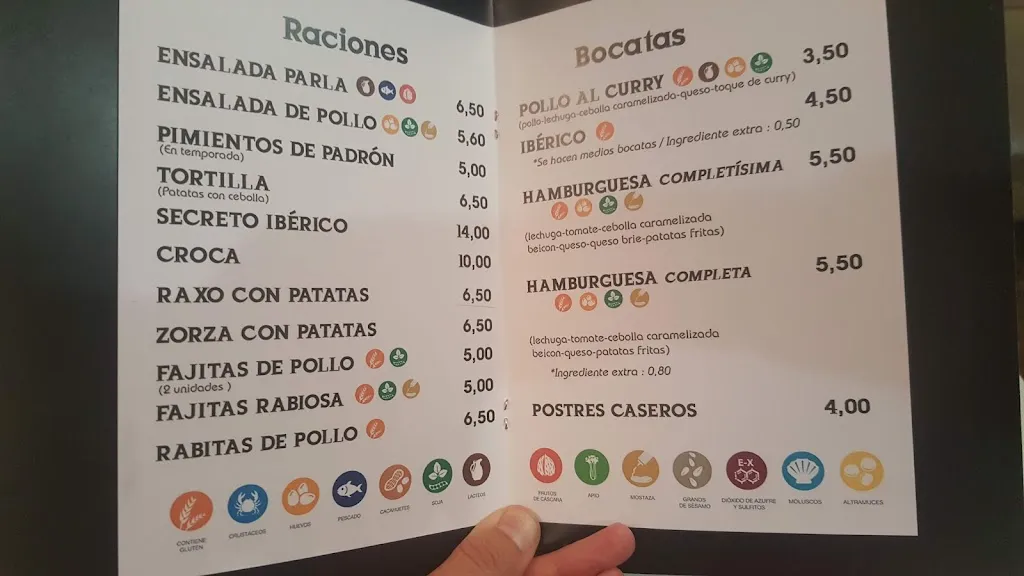 Raciones
ENSALADA PARLA 6,50
ENSALADA DE POLLO 5,60
PIMIENTOS DE PADRÓN 5,00
(En temporada)
TORTILLA 6,50
(Patatas con cebolla)
SECRETO IBÉRICO 14,00
CROCA 10,00
RAXO CON PATATAS 6,50
ZORZA CON PATATAS 6,50
FAJITAS DE POLLO 5,00
(2 unidades )
FAJITAS RABIOSA 5,00
RABITAS DE POLLO 6,50
CONTIENE
GLUTEN
CRUSTÁCEOS
HUEVOS
PESCADO
CACAHUETES
SOJA
LÁCTEOS
Bocatas
POLLO AL CURRY 3,50
(pollo-lechuga-cebolla caramelizada-queso-toque de curry)
IBÉRICO 4,50
*Se hacen medios bocatas / Ingrediente extra : 0,50
HAMBURGUESA COMPLETÍSIMA 5,50
(lechuga-tomate-cebolla caramelizada
beicon-queso-queso brie-patatas fritas)
HAMBURGUESA COMPLETA 5,50
(lechuga-tomate-cebolla caramelizada
beicon-queso-patatas fritas)
*Ingrediente extra : 0,80
POSTRES CASEROS 4,00
FRUTOS
DE CÁSCARA
APIO
MOSTAZA
GRANOS
DE SÉSAMO
E-X
DIÓXIDO DE AZUFRE
Y SULFITOS
MOLUSCOS
ALTRAMUCES